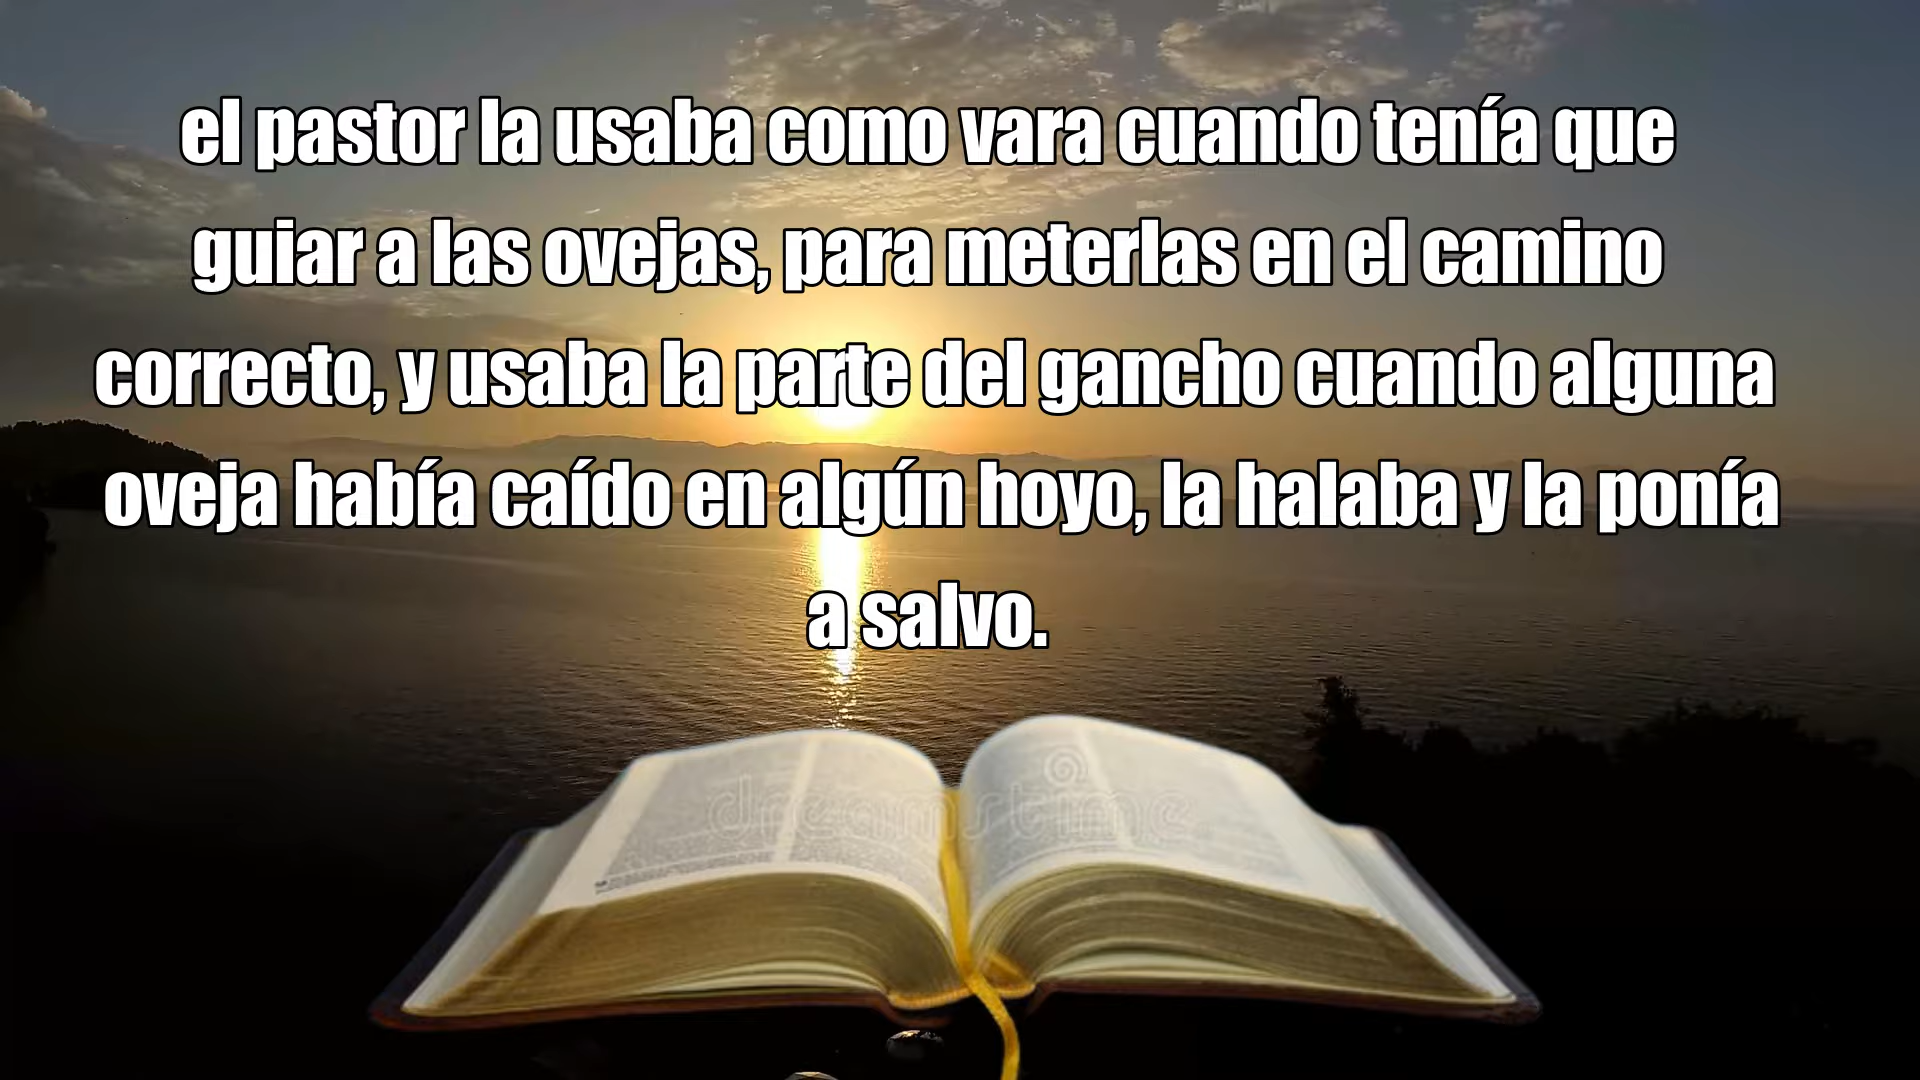 el pastor la usaba como vara cuando tenía que
guiar a las ovejas, para meterlas en el camino
correcto, y usaba la parte del gancho cuando alguna
oveja había caído en algún hoyo, la halaba y la ponía
a salvo.
dreamstime